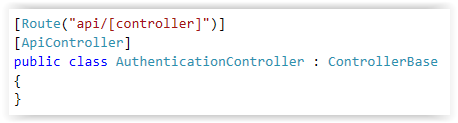 [Route("api/[controller]")]
[ApiController]
public class AuthenticationController : ControllerBase
{
}